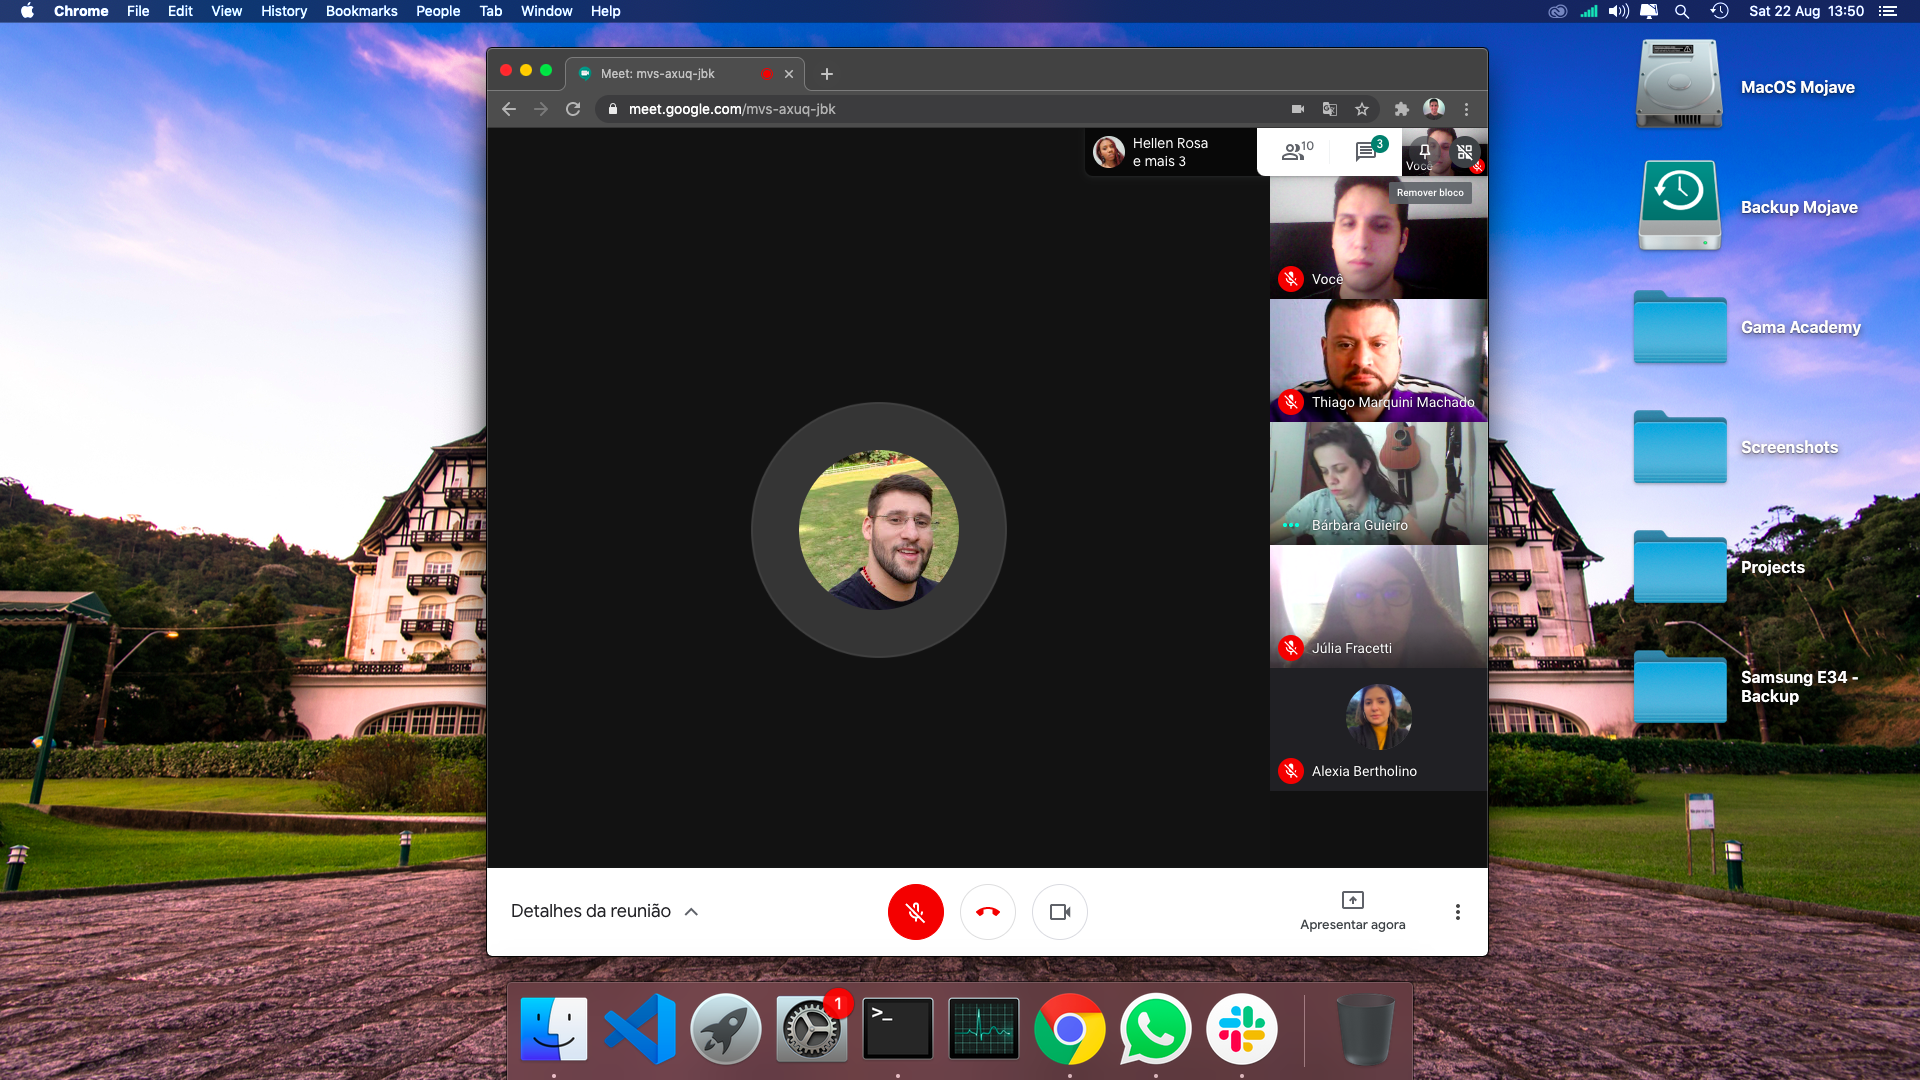 Chrome File Edit View History Bookmarks People Tab Window Help
Sat 22 Aug 13:50
Meet: mvs-axuq-jbk
meet.google.com/mvs-axuq-jbk
Hellen Rosa
e mais 3
10
3
Você
Remover bloco
Você
Thiago Marquini Machado
Bárbara Guieiro
Júlia Fracetti
Alexia Bertholino
Detalhes da reunião
Apresentar agora
MacOS Mojave
Backup Mojave
Gama Academy
Screenshots
Projects
Samsung E34 -
Backup
1
>_